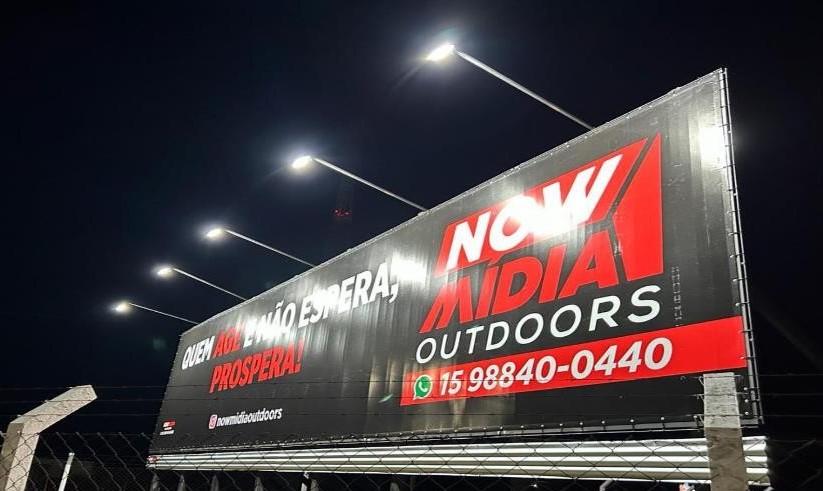 QUEM AGE E NÃO ESPERA,
PROSPERA!
nowmidiaoutdoors
NOW
MÍDIA
OUTDOORS
15 98840-0440